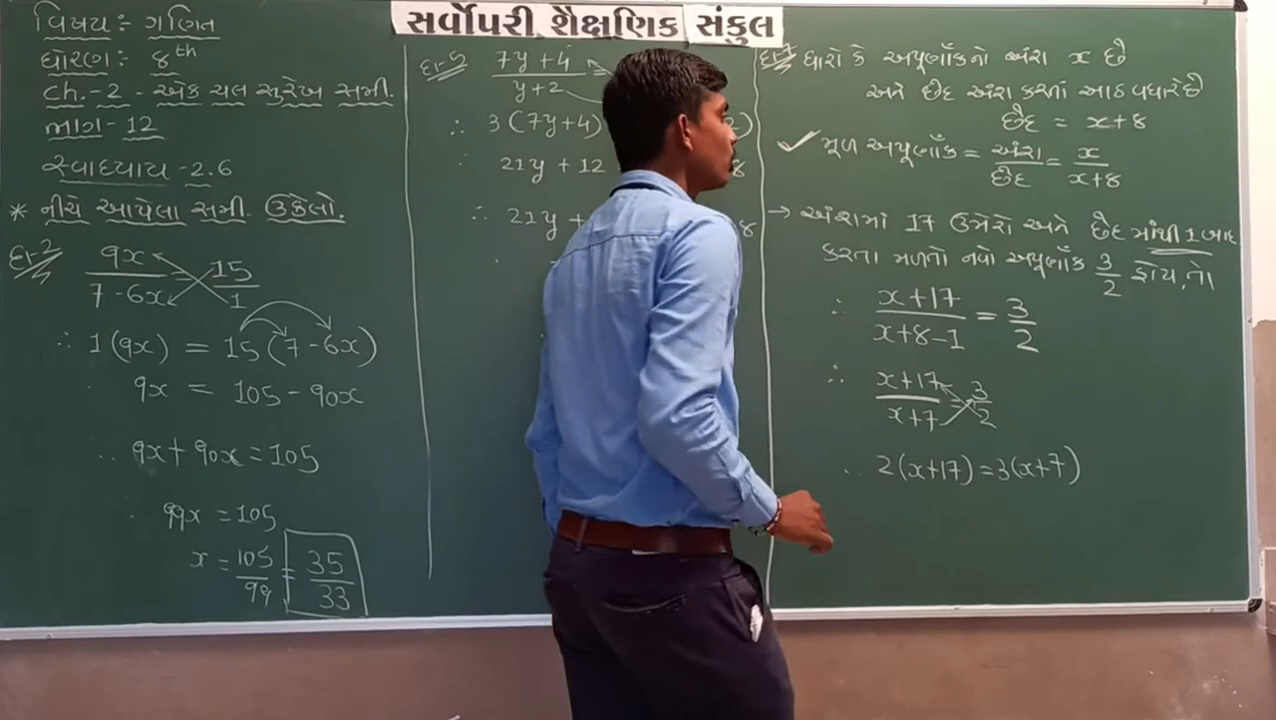 સર્વોપરી શૈક્ષણિક સંકુલ
વિષય : ગણિત
ધોરણ : 8th
Ch.-2 - એક ચલ સુરેખ સમી.
ભાગ - 12
સ્વાધ્યાય - 2.6
* નીચે આપેલા સમી. ઉકેલો.
દા-2 9x / 7-6x = 15 / 1
∴ 1(9x) = 15(7-6x)
9x = 105 - 90x
∴ 9x + 90x = 105
99x = 105
x = 105/99 = 35/33
દા-5 7y + 4 / y + 2 =
∴ 3(7y+4) 2)
∴ 21y + 12 8
∴ 21y + 8
દા-7 ધારો કે અપૂર્ણાંકનો અંશ x છે
અને છેદ અંશ કરતાં આઠ વધારે છે
છેદ = x+8
✓ મૂળ અપૂર્ણાંક = અંશ / છેદ = x / x+8
→ અંશમાં 17 ઉમેરો અને છેદ માંથી 1 બાદ
કરતા મળતો નવો અપૂર્ણાંક 3/2 હોય, તો
∴ x+17 / x+8-1 = 3/2
∴ x+17 / x+7 = 3/2
∴ 2(x+17) = 3(x+7)